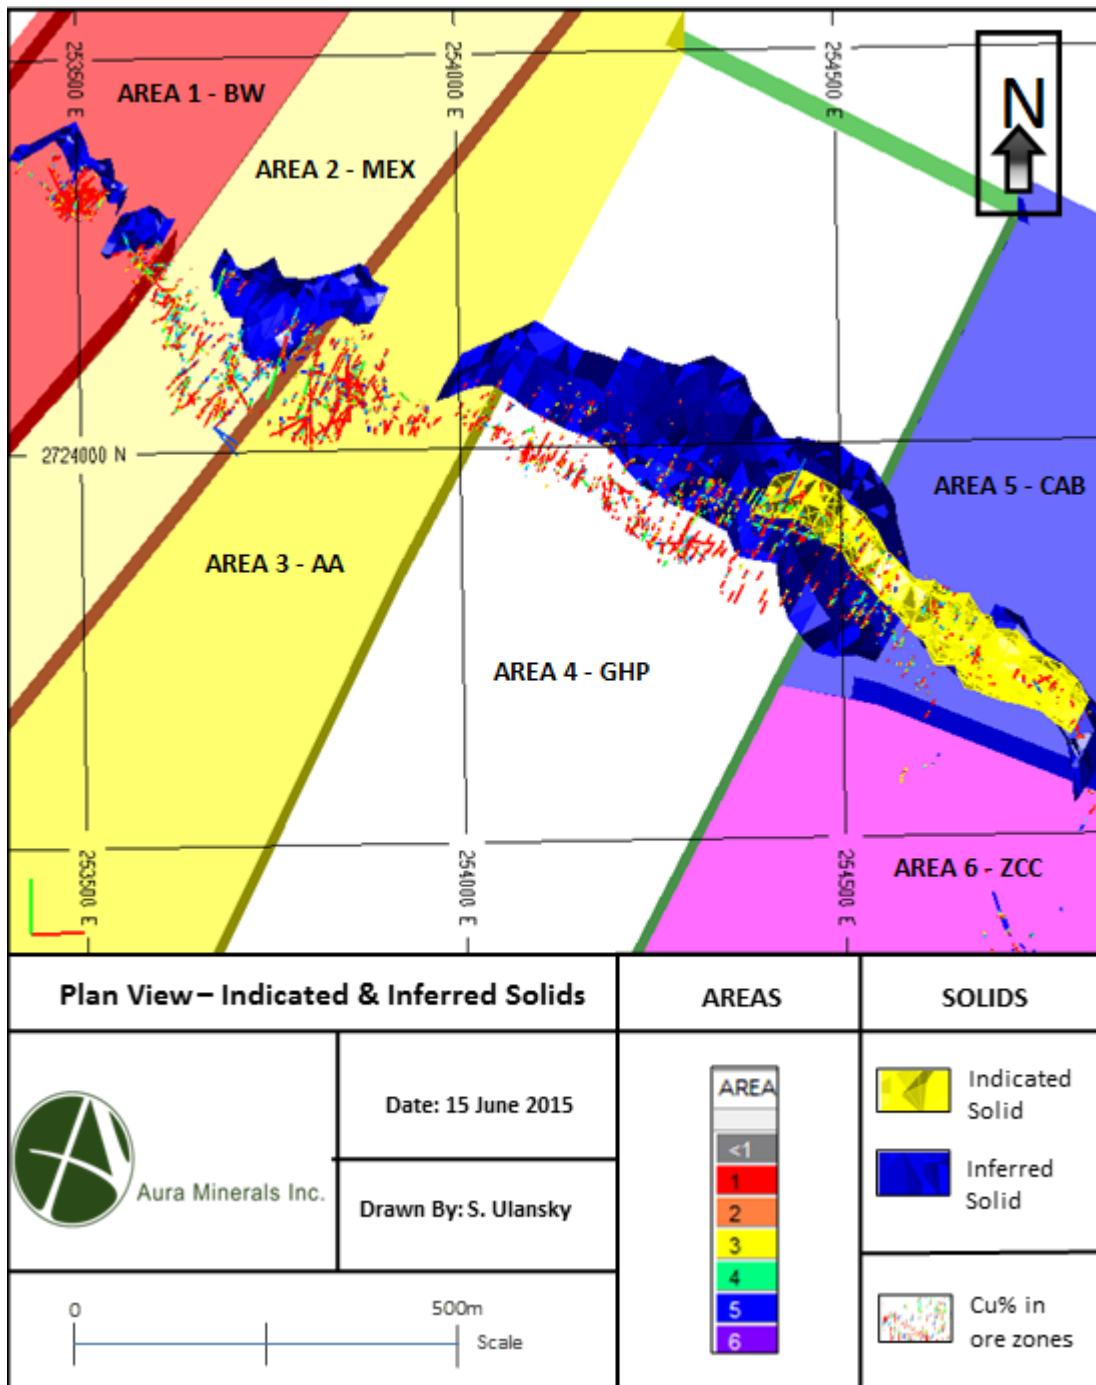 253500 E
254000 E
254500 E
N
AREA 1 - BW
AREA 2 - MEX
2724000 N
AREA 5 - CAB
AREA 3 - AA
AREA 4 - GHP
AREA 6 - ZCC
253500 E
254000 E
254500 E
Plan View – Indicated & Inferred Solids
AREAS
SOLIDS
Aura Minerals Inc.
Date: 15 June 2015
Drawn By: S. Ulansky
0
500m
Scale
AREA
<1
1
2
3
4
5
6
Indicated
Solid
Inferred
Solid
Cu% in
ore zones